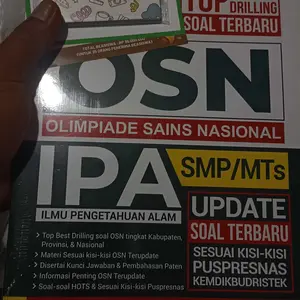 TOP
DRILLING
SOAL TERBARU
OSN
OLIMPIADE SAINS NASIONAL
IPA
SMP/MTs
ILMU PENGETAHUAN ALAM
UPDATE
SOAL TERBARU
SESUAI KISI-KISI
PUSPRESNAS
KEMDIKBUDRISTEK
• Top Best Drilling soal OSN tingkat Kabupaten,
Provinsi, & Nasional
• Materi Sesuai kisi-kisi OSN Terupdate
• Disertai Kunci Jawaban & Pembahasan Paten
• Informasi Penting OSN Terupdate
• Soal-soal HOTS & Sesuai Kisi-kisi Puspresnas